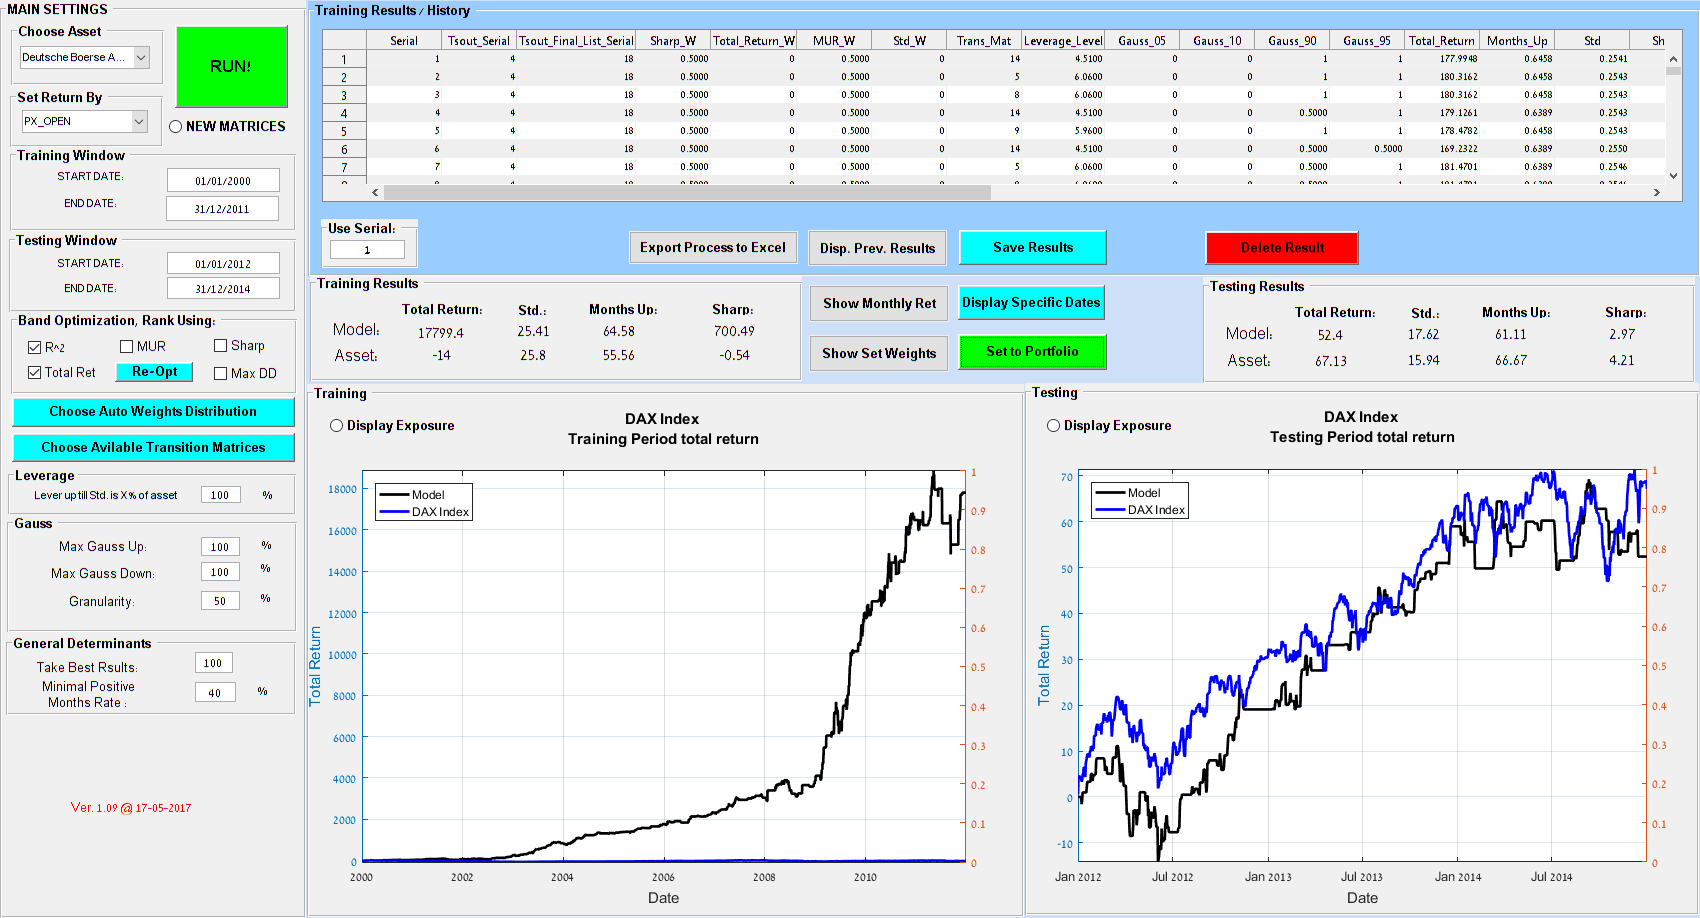 MAIN SETTINGS
Choose Asset
Deutsche Boerse A...
RUN!
Set Return By
PX_OPEN
NEW MATRICES
Training Window
START DATE:
01/01/2000
END DATE:
31/12/2011
Testing Window
START DATE:
01/01/2012
END DATE:
31/12/2014
Band Optimization, Rank Using:
R^2
MUR
Sharp
Total Ret
Re-Opt
Max DD
Choose Auto Weights Distribution
Choose Avilable Transition Matrices
Leverage
Lever up till Std. is X% of asset 100 %
Gauss
Max Gauss Up: 100 %
Max Gauss Down: 100 %
Granularity: 50 %
General Determinants
Take Best Rsults: 100
Minimal Positive
Months Rate : 40 %
Ver. 1.09 @ 17-05-2017
Training Results / History
Serial Tsout_Serial Tsout_Final_List_Serial Sharp_W Total_Return_W MUR_W Std_W Trans_Mat Leverage_Level Gauss_05 Gauss_10 Gauss_90 Gauss_95 Total_Return Months_Up Std Sh
1 1 4 18 0.5000 0 0.5000 0 14 4.5100 0 0 1 1 177.9948 0.6458 0.2541
2 2 4 18 0.5000 0 0.5000 0 5 6.0600 0 0 1 1 180.3162 0.6458 0.2543
3 3 4 18 0.5000 0 0.5000 0 8 6.0600 0 0 1 1 180.3162 0.6458 0.2543
4 4 4 18 0.5000 0 0.5000 0 14 4.5100 0 0 0.5000 1 179.1261 0.6389 0.2543
5 5 4 18 0.5000 0 0.5000 0 9 5.9600 0 0 1 1 178.4782 0.6458 0.2543
6 6 4 18 0.5000 0 0.5000 0 14 4.5100 0 0 0.5000 0.5000 169.2322 0.6389 0.2550
7 7 4 18 0.5000 0 0.5000 0 5 6.0600 0 0 0.5000 1 181.4701 0.6389 0.2546
Use Serial:
1
Export Process to Excel
Disp. Prev. Results
Save Results
Delete Result
Training Results
Total Return: Std.: Months Up: Sharp:
Model: 17799.4 25.41 64.58 700.49
Asset: -14 25.8 55.56 -0.54
Show Monthly Ret
Display Specific Dates
Show Set Weights
Set to Portfolio
Testing Results
Total Return: Std.: Months Up: Sharp:
Model: 52.4 17.62 61.11 2.97
Asset: 67.13 15.94 66.67 4.21
Training
Display Exposure
DAX Index
Training Period total return
Model
DAX Index
18000
16000
14000
12000
10000
8000
6000
4000
2000
0
Total Return
1
0.9
0.8
0.7
0.6
0.5
0.4
0.3
0.2
0.1
0
2000 2002 2004 2006 2008 2010
Date
Testing
Display Exposure
DAX Index
Testing Period total return
Model
DAX Index
70
60
50
40
30
20
10
0
-10
Total Return
1
0.9
0.8
0.7
0.6
0.5
0.4
0.3
0.2
0.1
0
Jan 2012 Jul 2012 Jan 2013 Jul 2013 Jan 2014 Jul 2014
Date